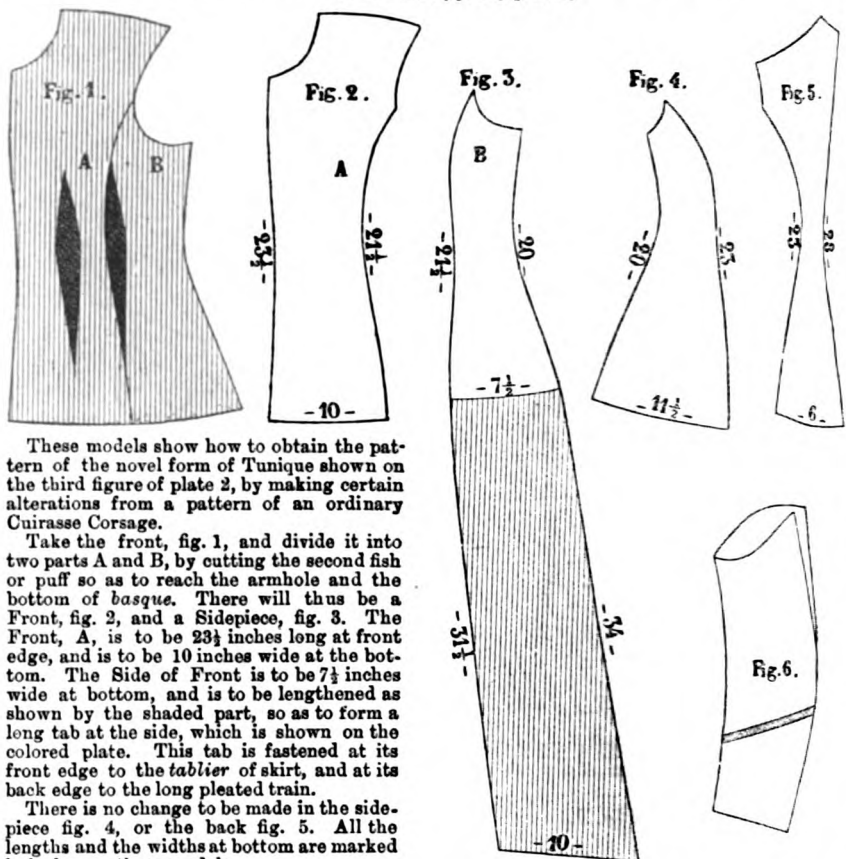 Fig. 1.
A
B
Fig. 2.
A
- 23½ -
- 21½ -
- 10 -
Fig. 3.
B
- 21½ -
- 20 -
- 7½ -
- 31½ -
- 34 -
- 10 -
Fig. 4.
- 20 -
- 23 -
- 11½ -
Fig. 5.
- 23 -
- 23 -
- 6 -
Fig. 6.
These models show how to obtain the pat-
tern of the novel form of Tunique shown on
the third figure of plate 2, by making certain
alterations from a pattern of an ordinary
Cuirasse Corsage.
Take the front, fig. 1, and divide it into
two parts A and B, by cutting the second fish
or puff so as to reach the armhole and the
bottom of basque. There will thus be a
Front, fig. 2, and a Sidepiece, fig. 3. The
Front, A, is to be 23½ inches long at front
edge, and is to be 10 inches wide at the bot-
tom. The Side of Front is to be 7½ inches
wide at bottom, and is to be lengthened as
shown by the shaded part, so as to form a
long tab at the side, which is shown on the
colored plate. This tab is fastened at its
front edge to the tablier of skirt, and at its
back edge to the long pleated train.
There is no change to be made in the side-
piece fig. 4, or the back fig. 5. All the
lengths and the widths at bottom are marked